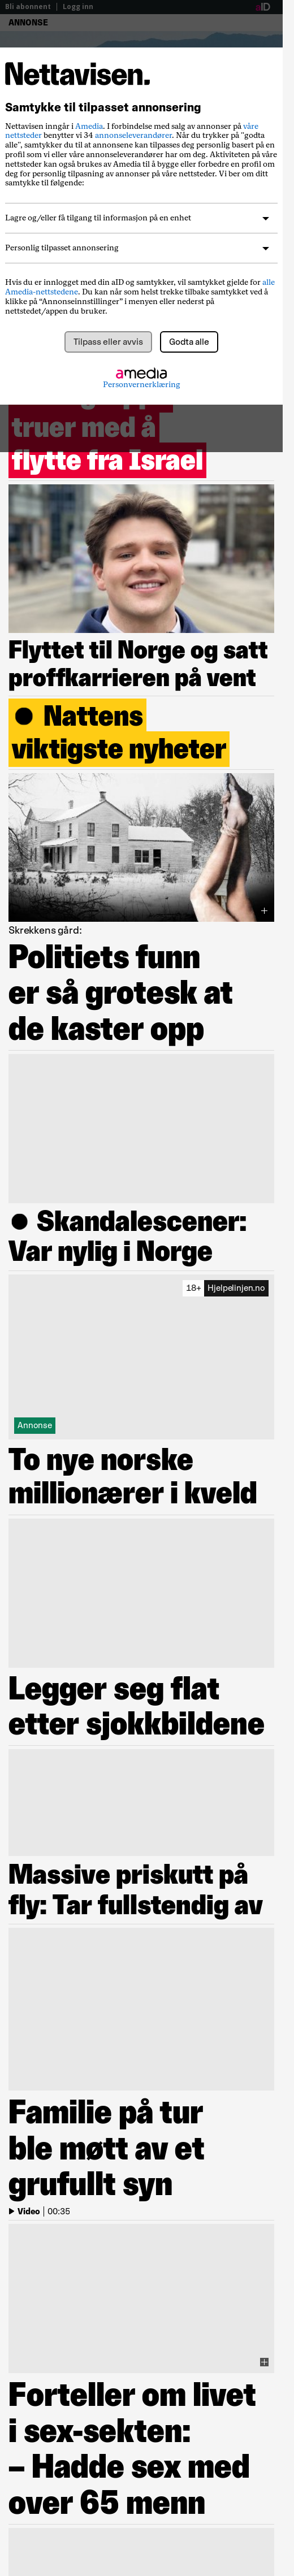 Bli abonnent | Logg inn
aID
ANNONSE
Nettavisen.
Samtykke til tilpasset annonsering
Nettavisen inngår i Amedia. I forbindelse med salg av annonser på våre
nettsteder benytter vi 34 annonseleverandører. Når du trykker på "godta
alle", samtykker du til at annonsene kan tilpasses deg personlig basert på en
profil som vi eller våre annonseleverandører har om deg. Aktiviteten på våre
nettsteder kan også brukes av Amedia til å bygge eller forbedre en profil om
deg for personlig tilpasning av annonser på våre nettsteder. Vi ber om ditt
samtykke til følgende:
Lagre og/eller få tilgang til informasjon på en enhet
Personlig tilpasset annonsering
Hvis du er innlogget med din aID og samtykker, vil samtykket gjelde for alle
Amedia-nettstedene. Du kan når som helst trekke tilbake samtykket ved å
klikke på “Annonseinnstillinger” i menyen eller nederst på
nettstedet/appen du bruker.
Tilpass eller avvis
Godta alle
amedia
Personvernerklæring
truer med å
flytte fra Israel
Flyttet til Norge og satt
proffkarrieren på vent
● Nattens
viktigste nyheter
Skrekkens gård:
Politiets funn
er så grotesk at
de kaster opp
● Skandalescener:
Var nylig i Norge
18+ Hjelpelinjen.no
Annonse
To nye norske
millionærer i kveld
Legger seg flat
etter sjokkbildene
Massive priskutt på
fly: Tar fullstendig av
Familie på tur
ble møtt av et
grufullt syn
Video | 00:35
Forteller om livet
i sex-sekten:
– Hadde sex med
over 65 menn